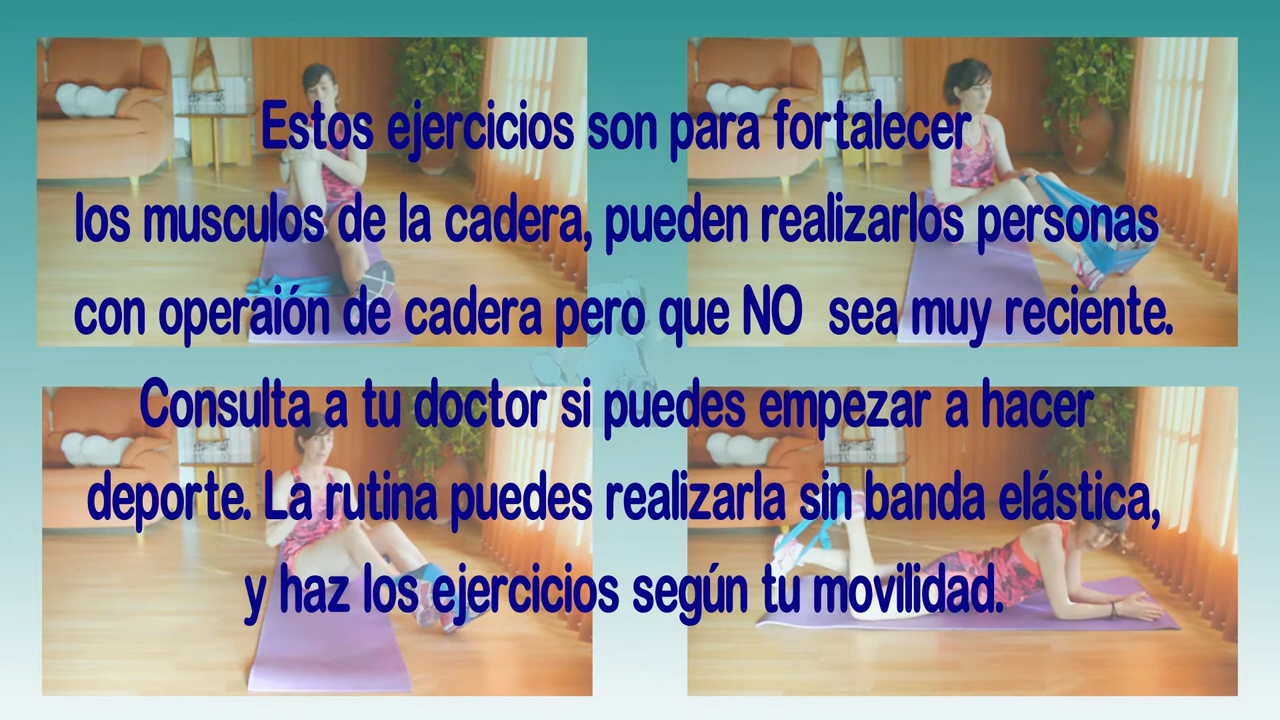 Estos ejercicios son para fortalecer
los musculos de la cadera, pueden realizarlos personas
con operaión de cadera pero que NO sea muy reciente.
Consulta a tu doctor si puedes empezar a hacer
deporte. La rutina puedes realizarla sin banda elástica,
y haz los ejercicios según tu movilidad.